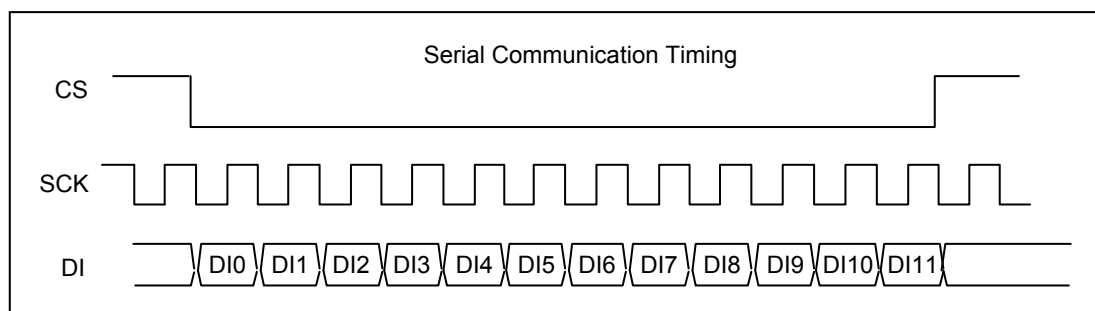 Serial Communication Timing
CS
SCK
DI DI0 DI1 DI2 DI3 DI4 DI5 DI6 DI7 DI8 DI9 DI10 DI11